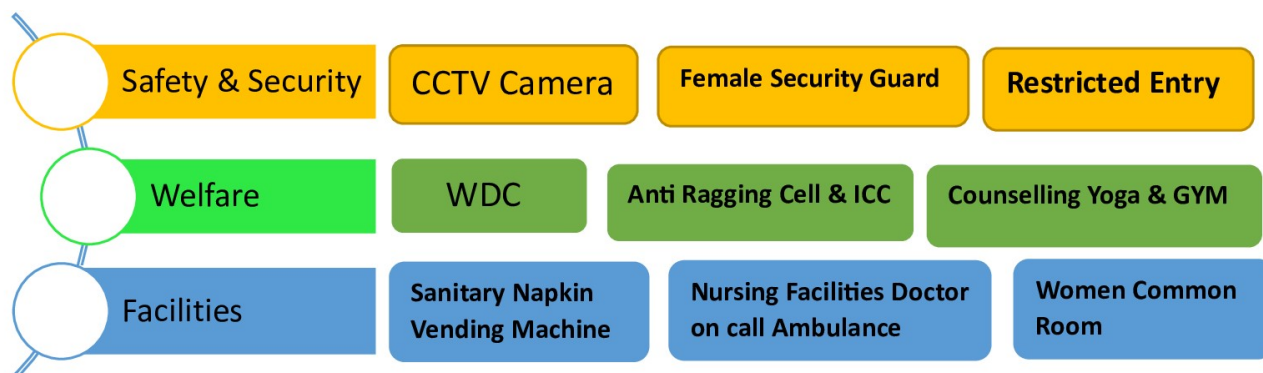 Safety & Security
CCTV Camera
Female Security Guard
Restricted Entry
Welfare
WDC
Anti Ragging Cell & ICC
Counselling Yoga & GYM
Facilities
Sanitary Napkin
Vending Machine
Nursing Facilities Doctor
on call Ambulance
Women Common
Room